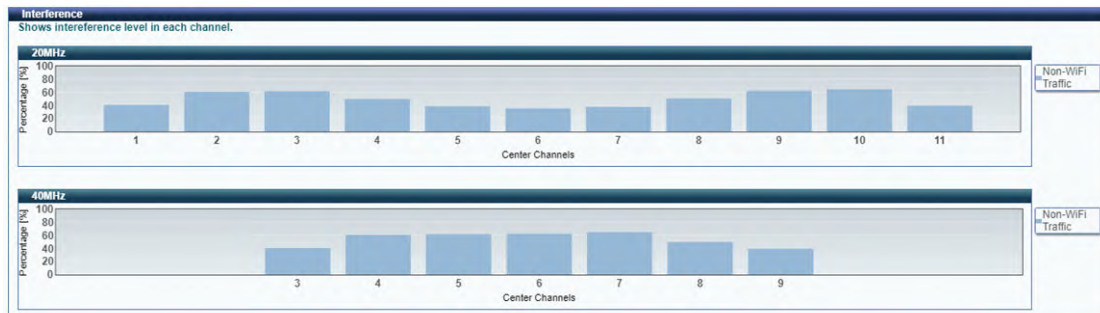 Interference
Shows intereference level in each channel.
20MHz
Percentage [%]
100
80
60
40
20
0
1 2 3 4 5 6 7 8 9 10 11
Center Channels
Non-WiFi
Traffic
40MHz
Percentage [%]
100
80
60
40
20
0
3 4 5 6 7 8 9
Center Channels
Non-WiFi
Traffic